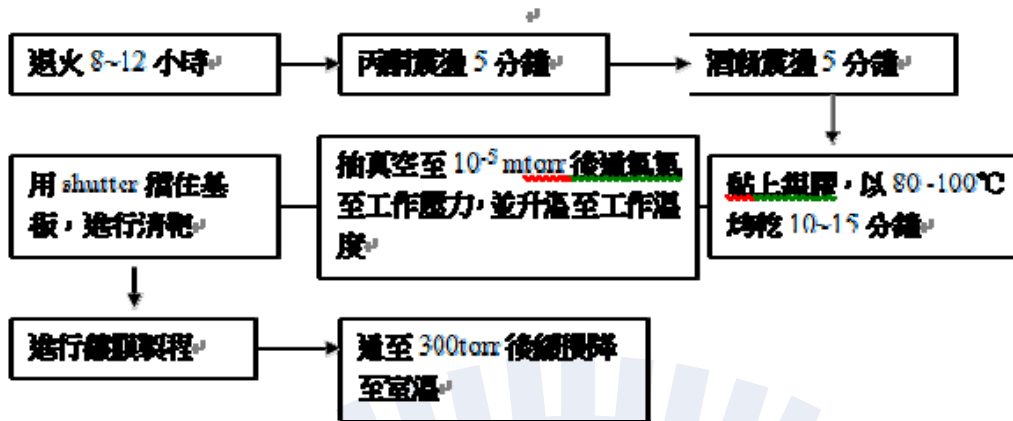 退火 8~12 小時
丙酮震盪 5 分鐘
酒精震盪 5 分鐘
黏上銀膠，以 80 -100℃
烤乾 10~15 分鐘
抽真空至 10⁻⁵ mtorr 後通氬氣
至工作壓力，並升溫至工作溫
度
用 shutter 擋住基
板，進行清靶
進行鍍膜製程
通至 300torr 後緩慢降
至室溫